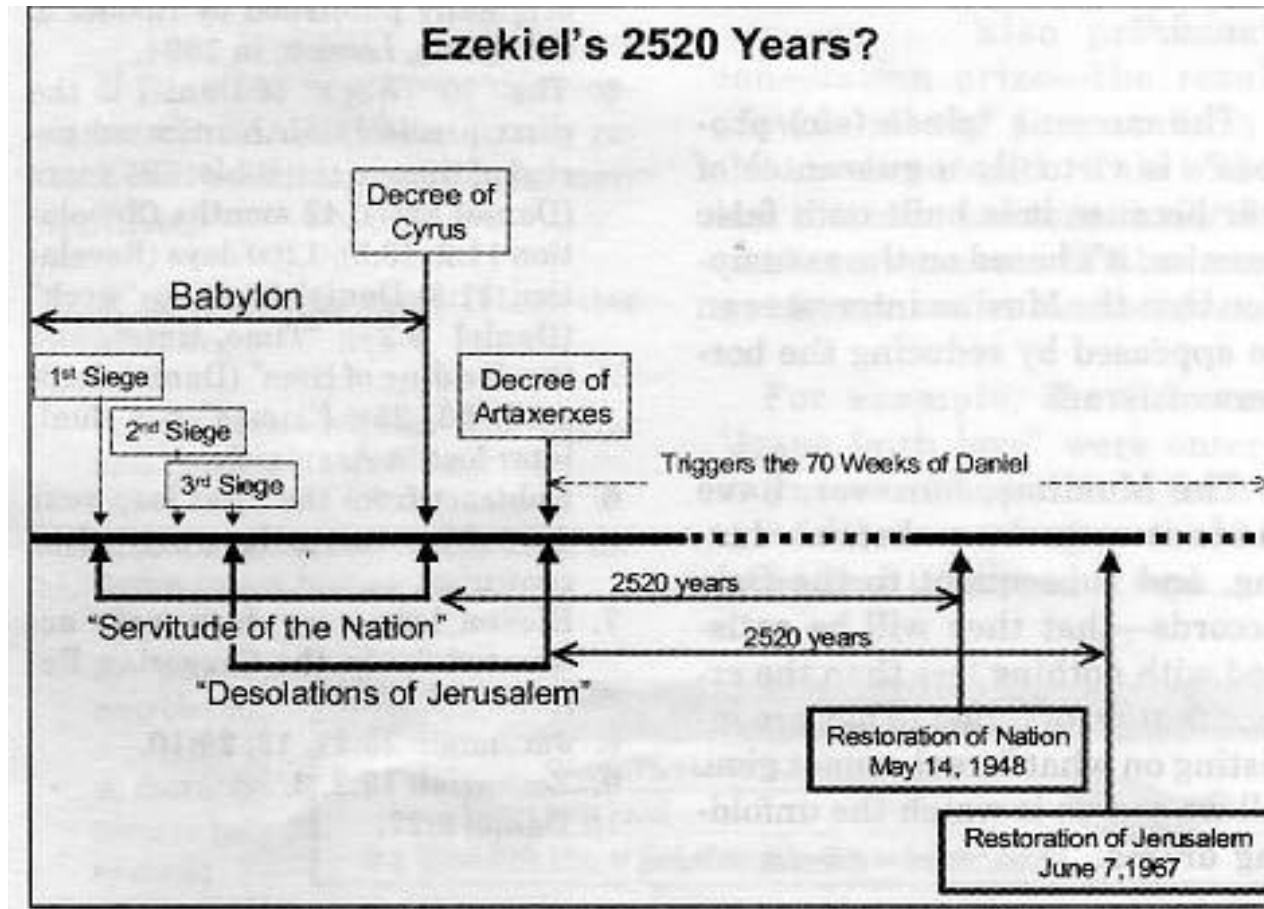 Ezekiel's 2520 Years?
Decree of
Cyrus
Babylon
1st Siege
2nd Siege
3rd Siege
Decree of
Artaxerxes
Triggers the 70 Weeks of Daniel
2520 years
"Servitude of the Nation"
2520 years
"Desolations of Jerusalem"
Restoration of Nation
May 14, 1948
Restoration of Jerusalem
June 7,1967